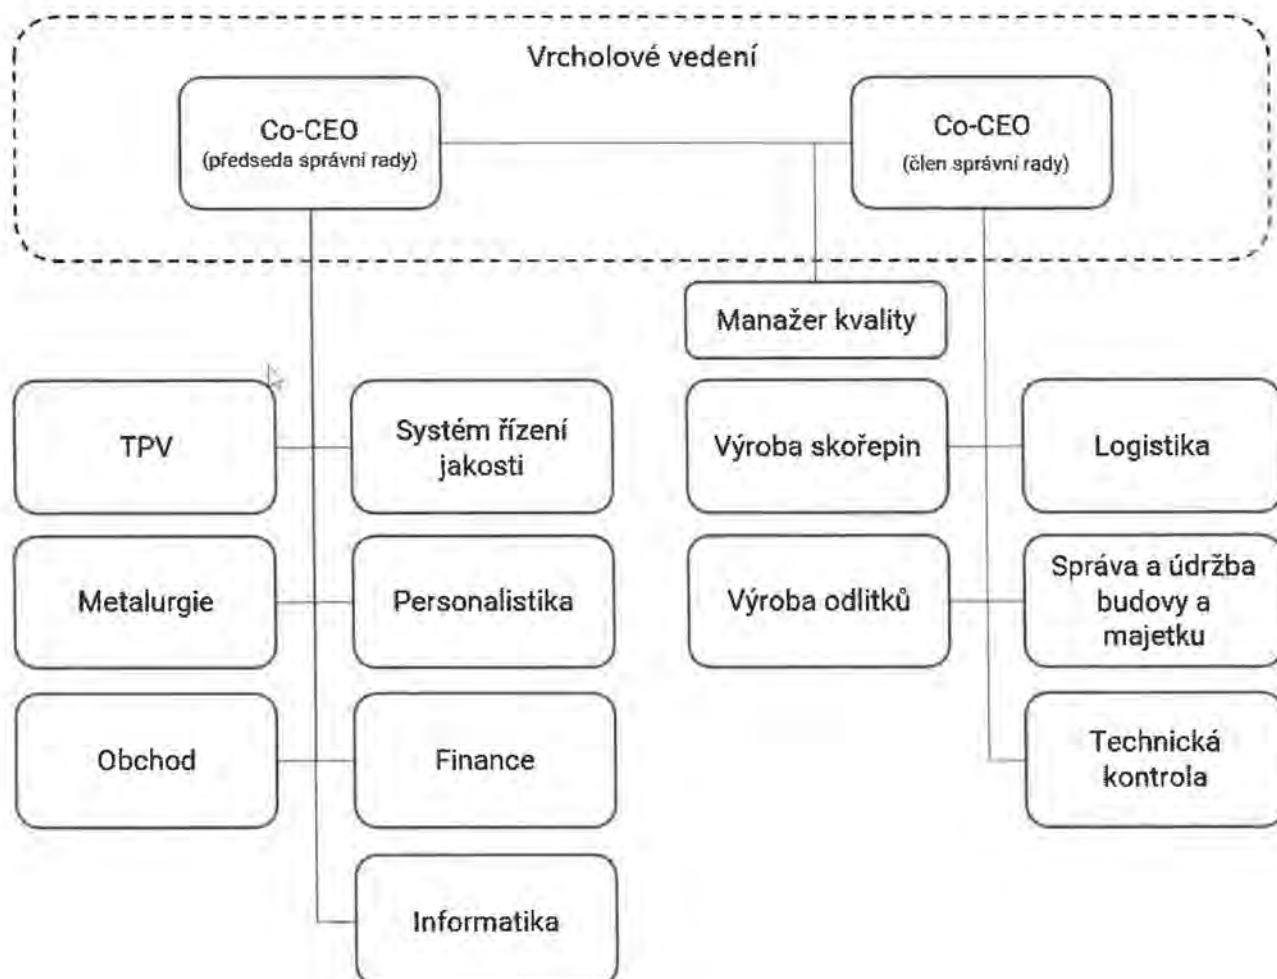 Vrcholové vedení
Co-CEO
(předseda správní rady)
Co-CEO
(člen správní rady)
Manažer kvality
TPV
Systém řízení
jakosti
Výroba skořepin
Logistika
Metalurgie
Personalistika
Výroba odlitků
Správa a údržba
budovy a
majetku
Obchod
Finance
Technická
kontrola
Informatika